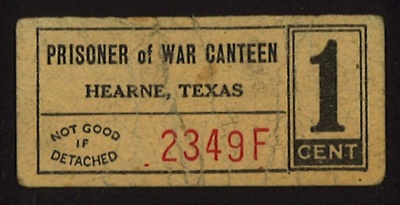 PRISONER of WAR CANTEEN
HEARNE, TEXAS
NOT GOOD
IF
DETACHED
2349F
1
CENT